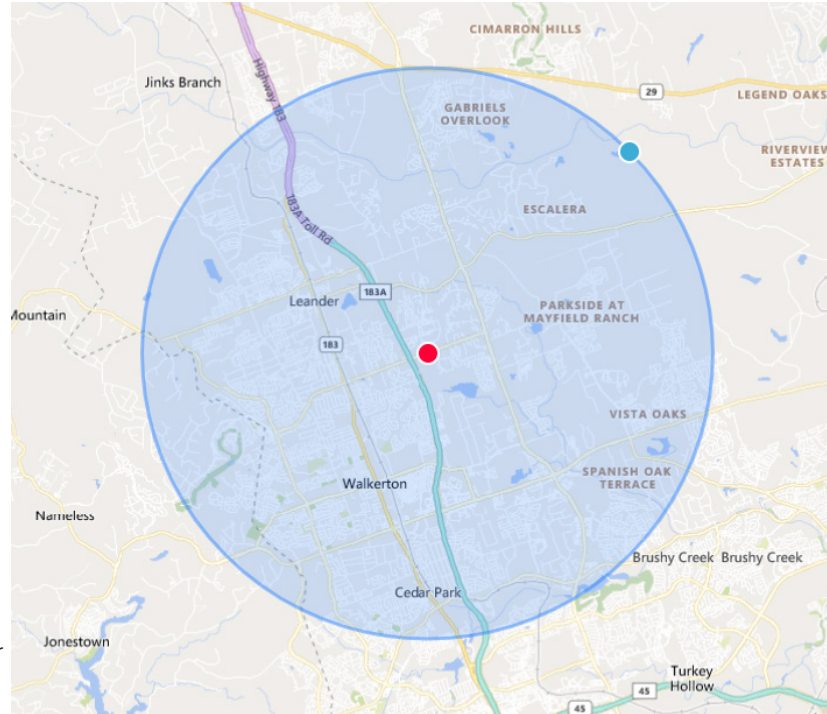 CIMARRON HILLS
Jinks Branch
Highway 183
29
LEGEND OAKS
GABRIELS
OVERLOOK
RIVERVIEW
ESTATES
183A Toll Rd
ESCALERA
183A
Leander
PARKSIDE AT
MAYFIELD RANCH
Mountain
183
VISTA OAKS
Walkerton
SPANISH OAK
TERRACE
Nameless
Brushy Creek
Brushy Creek
Cedar Park
r
Jonestown
Turkey
Hollow
45
45